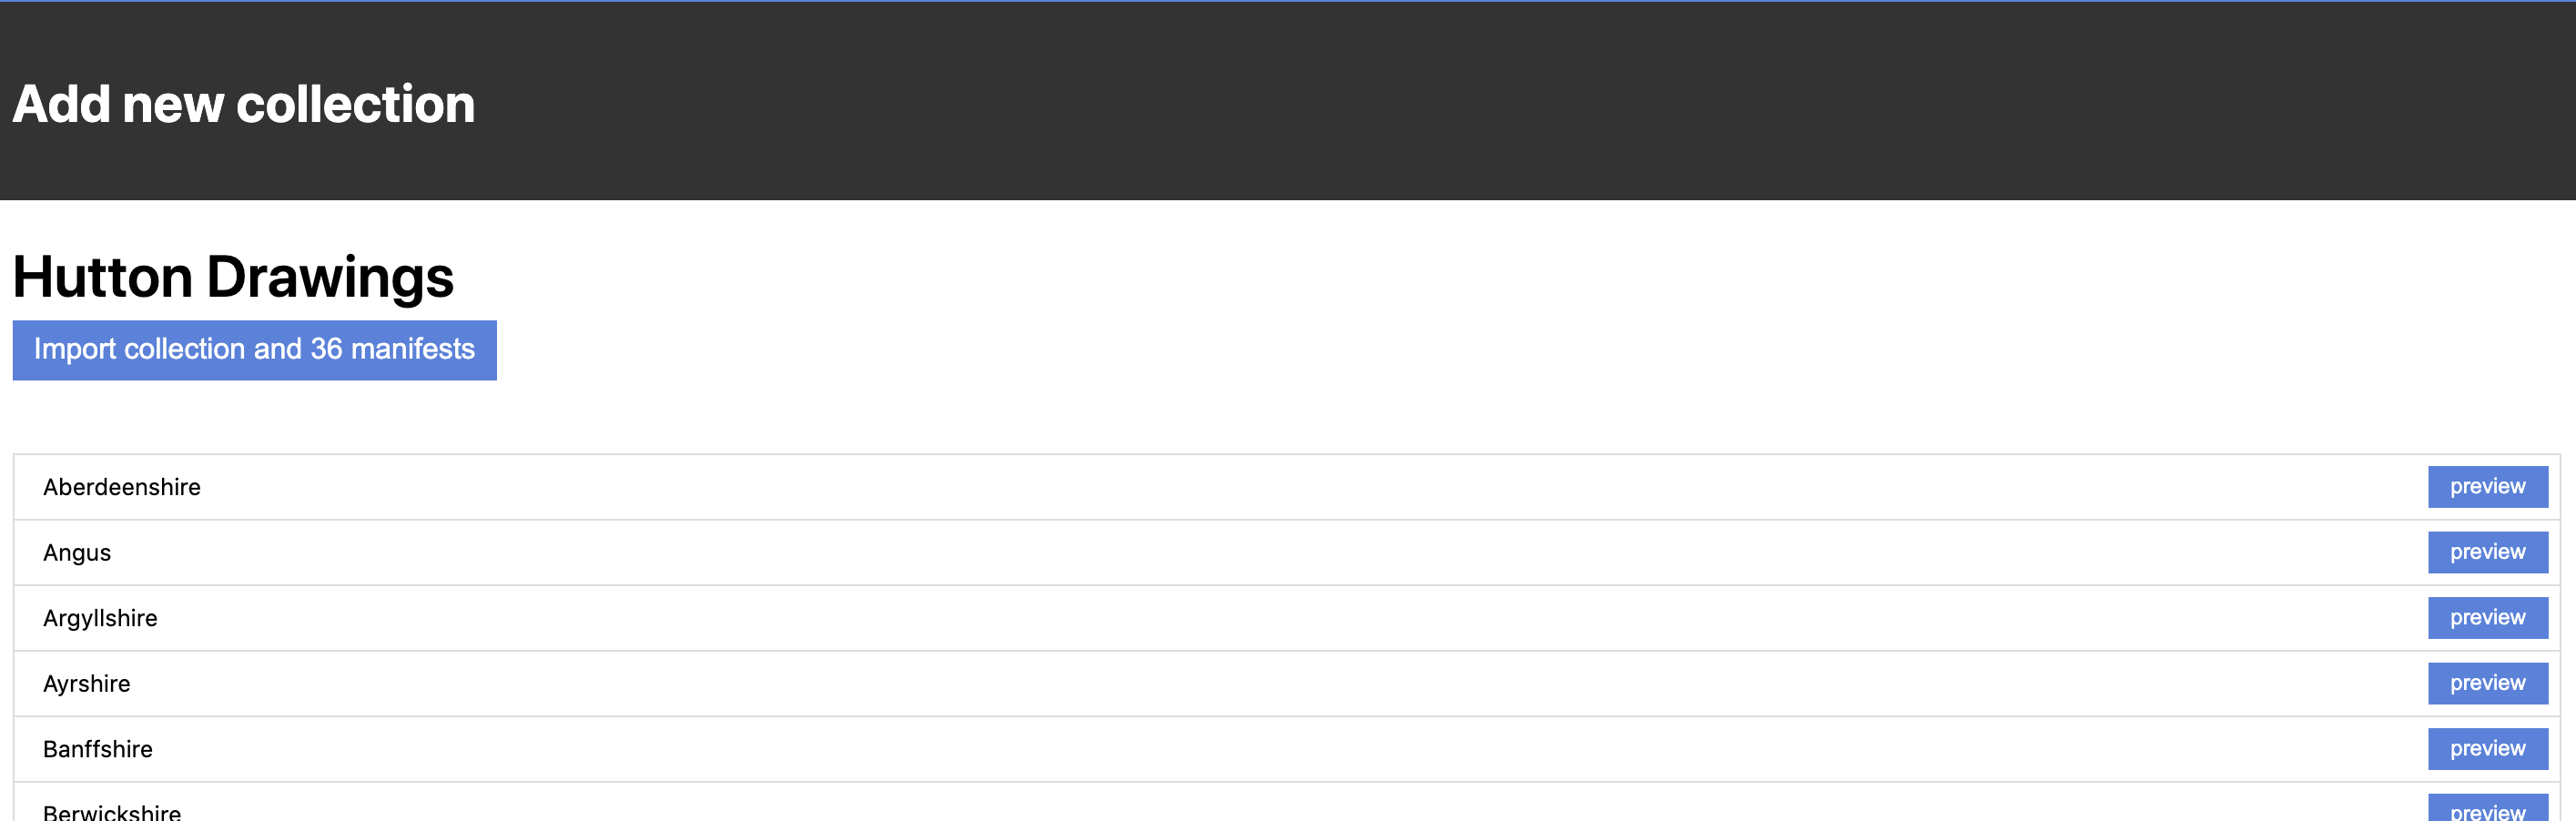 Add new collection
Hutton Drawings
Import collection and 36 manifests
Aberdeenshire preview
Angus preview
Argyllshire preview
Ayrshire preview
Banffshire preview
Berwickshire preview